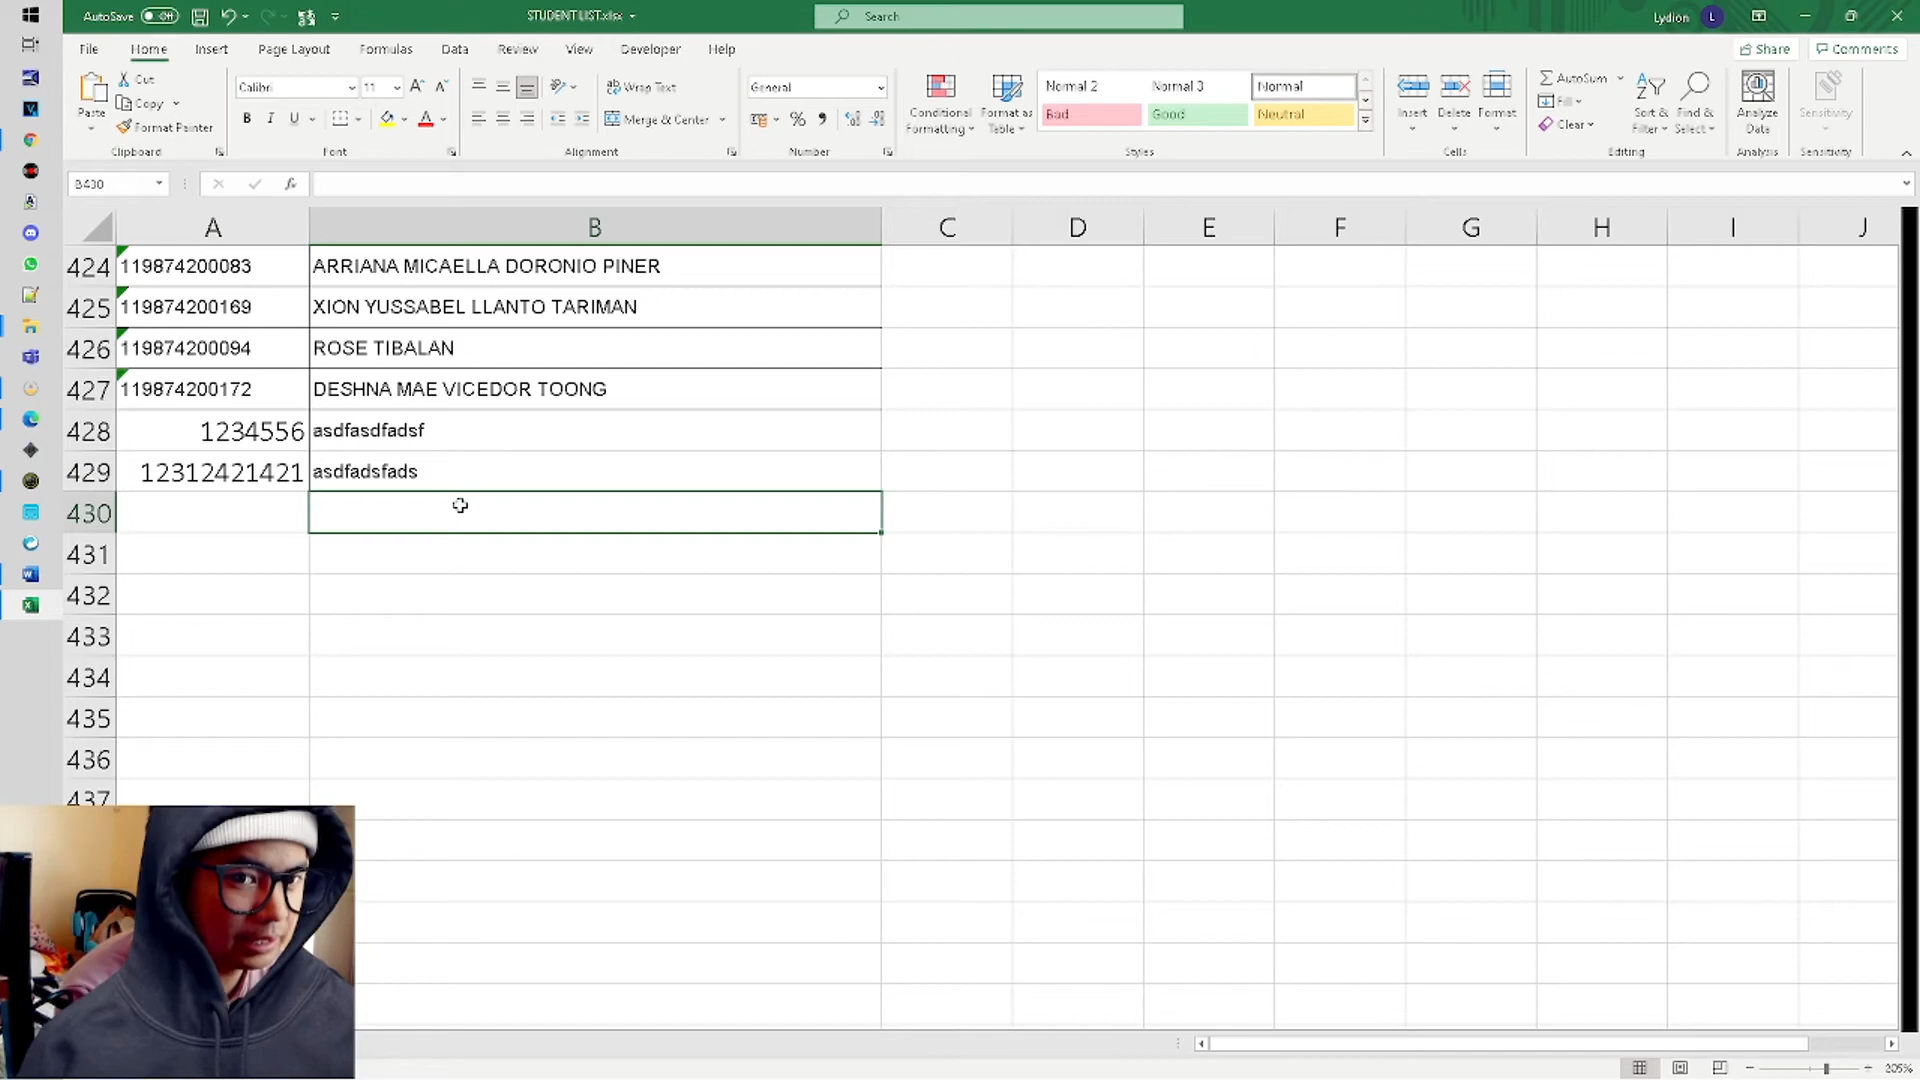 AutoSave Off STUDENT LIST.xlsx Search Lydion L
File Home Insert Page Layout Formulas Data Review View Developer Help Share Comments
Paste Cut Copy Format Painter
Calibri 11 B I U A A
Wrap Text Merge & Center
General %
Conditional Formatting Format as Table
Normal 2 Normal 3 Normal
Bad Good Neutral
Insert Delete Format
AutoSum Fill Clear
Sort & Filter Find & Select
Analyze Data Sensitivity
Clipboard Font Alignment Number Styles Cells Editing Analysis Sensitivity
B430 fx
A B C D E F G H I J
424 119874200083 ARRIANA MICAELLA DORONIO PINER
425 119874200169 XION YUSSABEL LLANTO TARIMAN
426 119874200094 ROSE TIBALAN
427 119874200172 DESHNA MAE VICEDOR TOONG
428 1234556 asdfasdfadsf
429 12312421421 asdfadsfads
430
431
432
433
434
435
436
437
205%